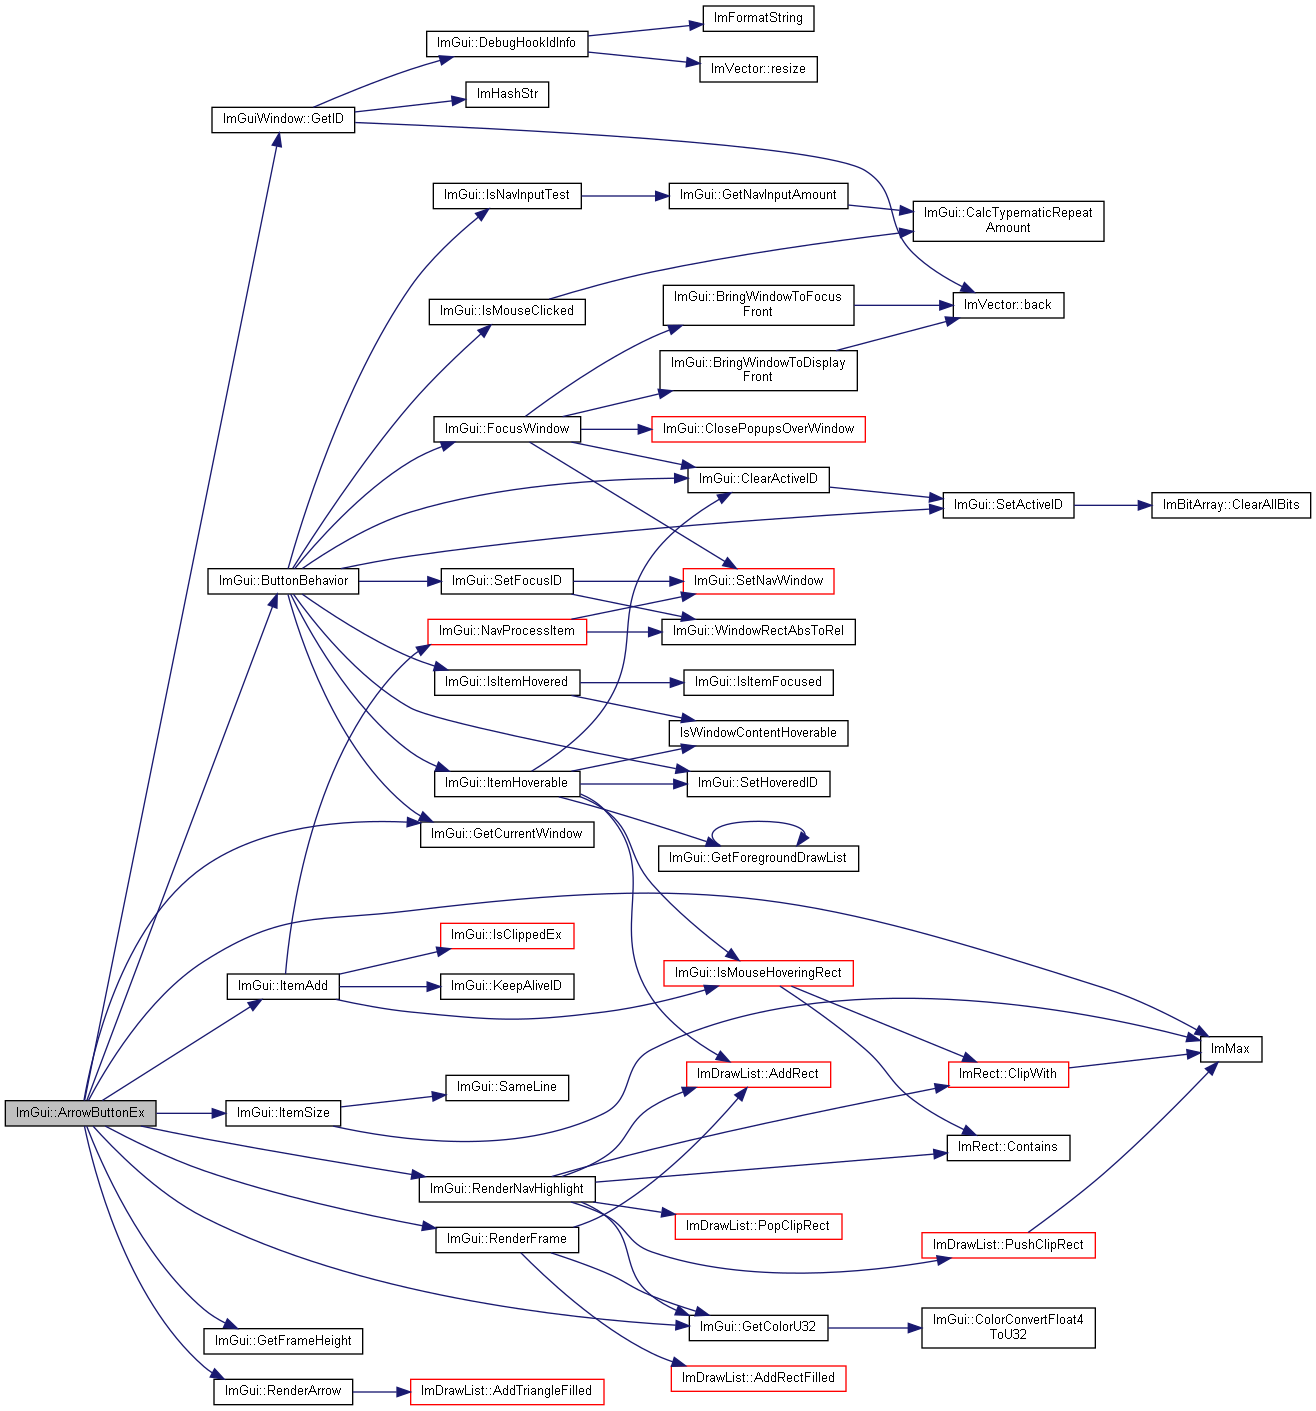 ImFormatString
ImGui::DebugHookIdInfo
ImVector::resize
ImHashStr
ImGuiWindow::GetID
ImGui::IsNavInputTest
ImGui::GetNavInputAmount
ImGui::CalcTypematicRepeat
Amount
ImGui::BringWindowToFocus
Front
ImVector::back
ImGui::IsMouseClicked
ImGui::BringWindowToDisplay
Front
ImGui::FocusWindow
ImGui::ClosePopupsOverWindow
ImGui::ClearActiveID
ImGui::SetActiveID
ImBitArray::ClearAllBits
ImGui::ButtonBehavior
ImGui::SetFocusID
ImGui::SetNavWindow
ImGui::NavProcessItem
ImGui::WindowRectAbsToRel
ImGui::IsItemHovered
ImGui::IsItemFocused
IsWindowContentHoverable
ImGui::ItemHoverable
ImGui::SetHoveredID
ImGui::GetCurrentWindow
ImGui::GetForegroundDrawList
ImGui::IsClippedEx
ImGui::IsMouseHoveringRect
ImGui::ItemAdd
ImGui::KeepAliveID
ImMax
ImDrawList::AddRect
ImRect::ClipWith
ImGui::SameLine
ImGui::ArrowButtonEx
ImGui::ItemSize
ImRect::Contains
ImGui::RenderNavHighlight
ImDrawList::PopClipRect
ImGui::RenderFrame
ImDrawList::PushClipRect
ImGui::GetColorU32
ImGui::ColorConvertFloat4
ToU32
ImGui::GetFrameHeight
ImDrawList::AddRectFilled
ImGui::RenderArrow
ImDrawList::AddTriangleFilled